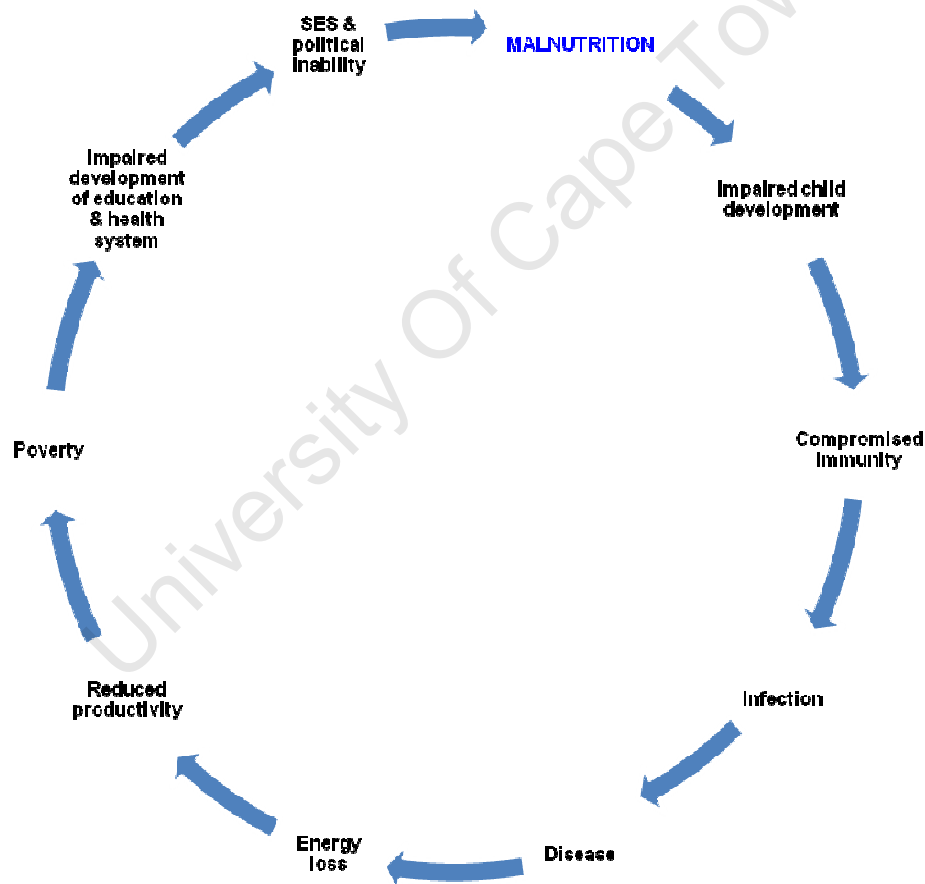 SES &
political
inability
MALNUTRITION
Impaired child
development
Compromised
immunity
Infection
Disease
Energy
loss
Reduced
productivity
Poverty
Impaired
development
of education
& health
system
University Of Cape Tow